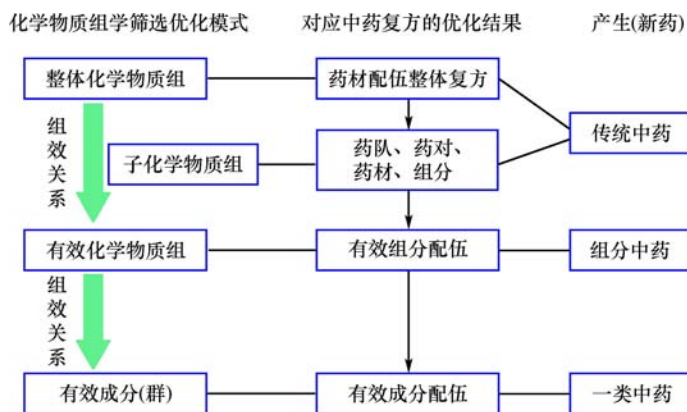 化学物质组学筛选优化模式 对应中药复方的优化结果 产生(新药)
整体化学物质组 药材配伍整体复方
组效关系
传统中药
子化学物质组
药队、药对、
药材、组分
有效化学物质组 有效组分配伍 组分中药
组效关系
有效成分(群) 有效成分配伍 一类中药